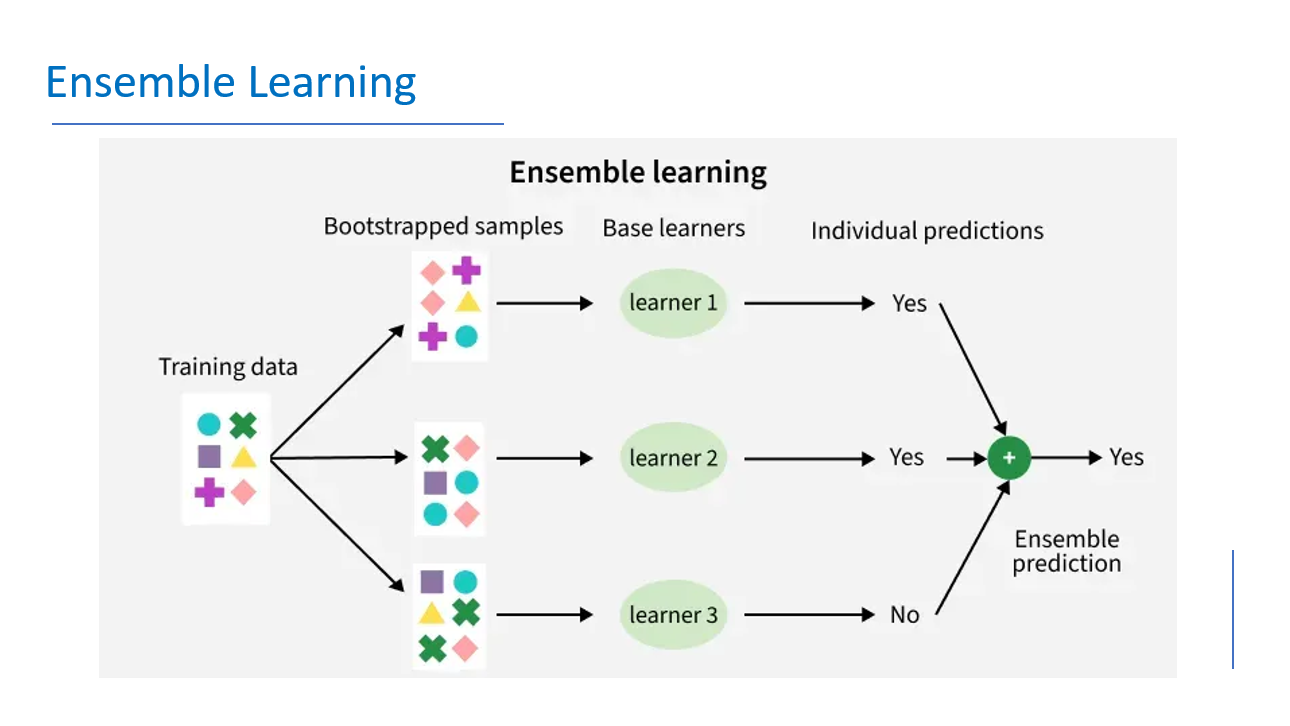 Ensemble Learning
Ensemble learning
Bootstrapped samples
Base learners
Individual predictions
Training data
learner 1
Yes
learner 2
Yes
+
Yes
Ensemble
prediction
learner 3
No